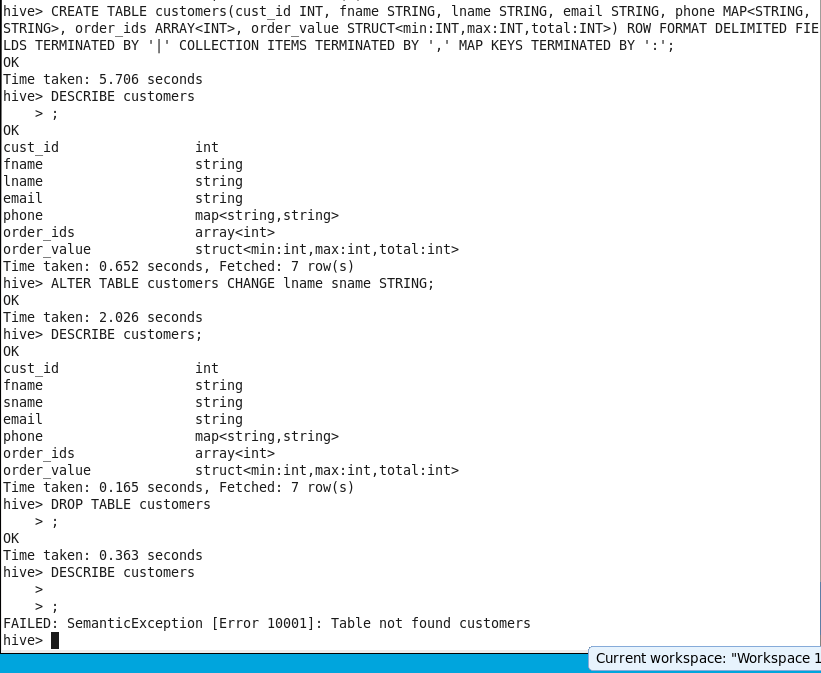 hive> CREATE TABLE customers(cust_id INT, fname STRING, lname STRING, email STRING, phone MAP<STRING,
STRING>, order_ids ARRAY<INT>, order_value STRUCT<min:INT,max:INT,total:INT>) ROW FORMAT DELIMITED FIE
LDS TERMINATED BY '|' COLLECTION ITEMS TERMINATED BY ',' MAP KEYS TERMINATED BY ':';
OK
Time taken: 5.706 seconds
hive> DESCRIBE customers
    > ;
OK
cust_id                 int
fname                   string
lname                   string
email                   string
phone                   map<string,string>
order_ids               array<int>
order_value             struct<min:int,max:int,total:int>
Time taken: 0.652 seconds, Fetched: 7 row(s)
hive> ALTER TABLE customers CHANGE lname sname STRING;
OK
Time taken: 2.026 seconds
hive> DESCRIBE customers;
OK
cust_id                 int
fname                   string
sname                   string
email                   string
phone                   map<string,string>
order_ids               array<int>
order_value             struct<min:int,max:int,total:int>
Time taken: 0.165 seconds, Fetched: 7 row(s)
hive> DROP TABLE customers
    > ;
OK
Time taken: 0.363 seconds
hive> DESCRIBE customers
    >
    > ;
FAILED: SemanticException [Error 10001]: Table not found customers
hive>
Current workspace: "Workspace 1